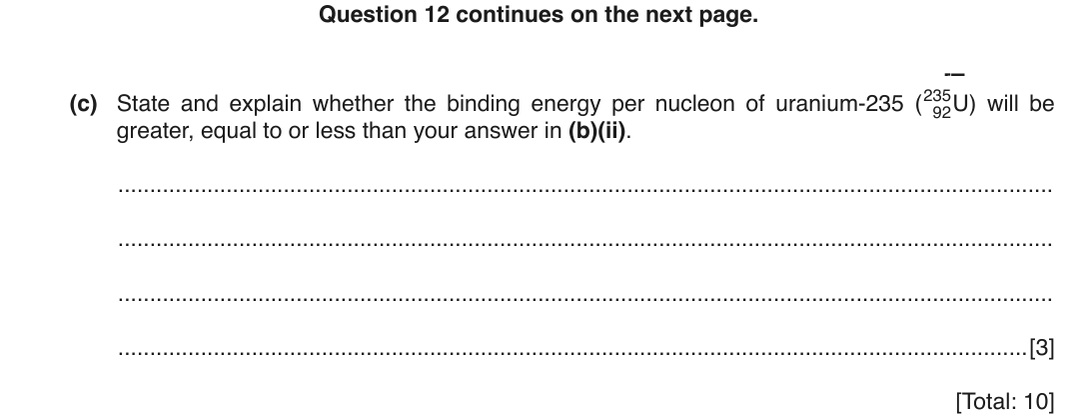 Question 12 continues on the next page.
(c) State and explain whether the binding energy per nucleon of uranium-235 (²³⁵₉₂U) will be
greater, equal to or less than your answer in (b)(ii).
....................................................................................................
....................................................................................................
....................................................................................................
....................................................................................................[3]
[Total: 10]